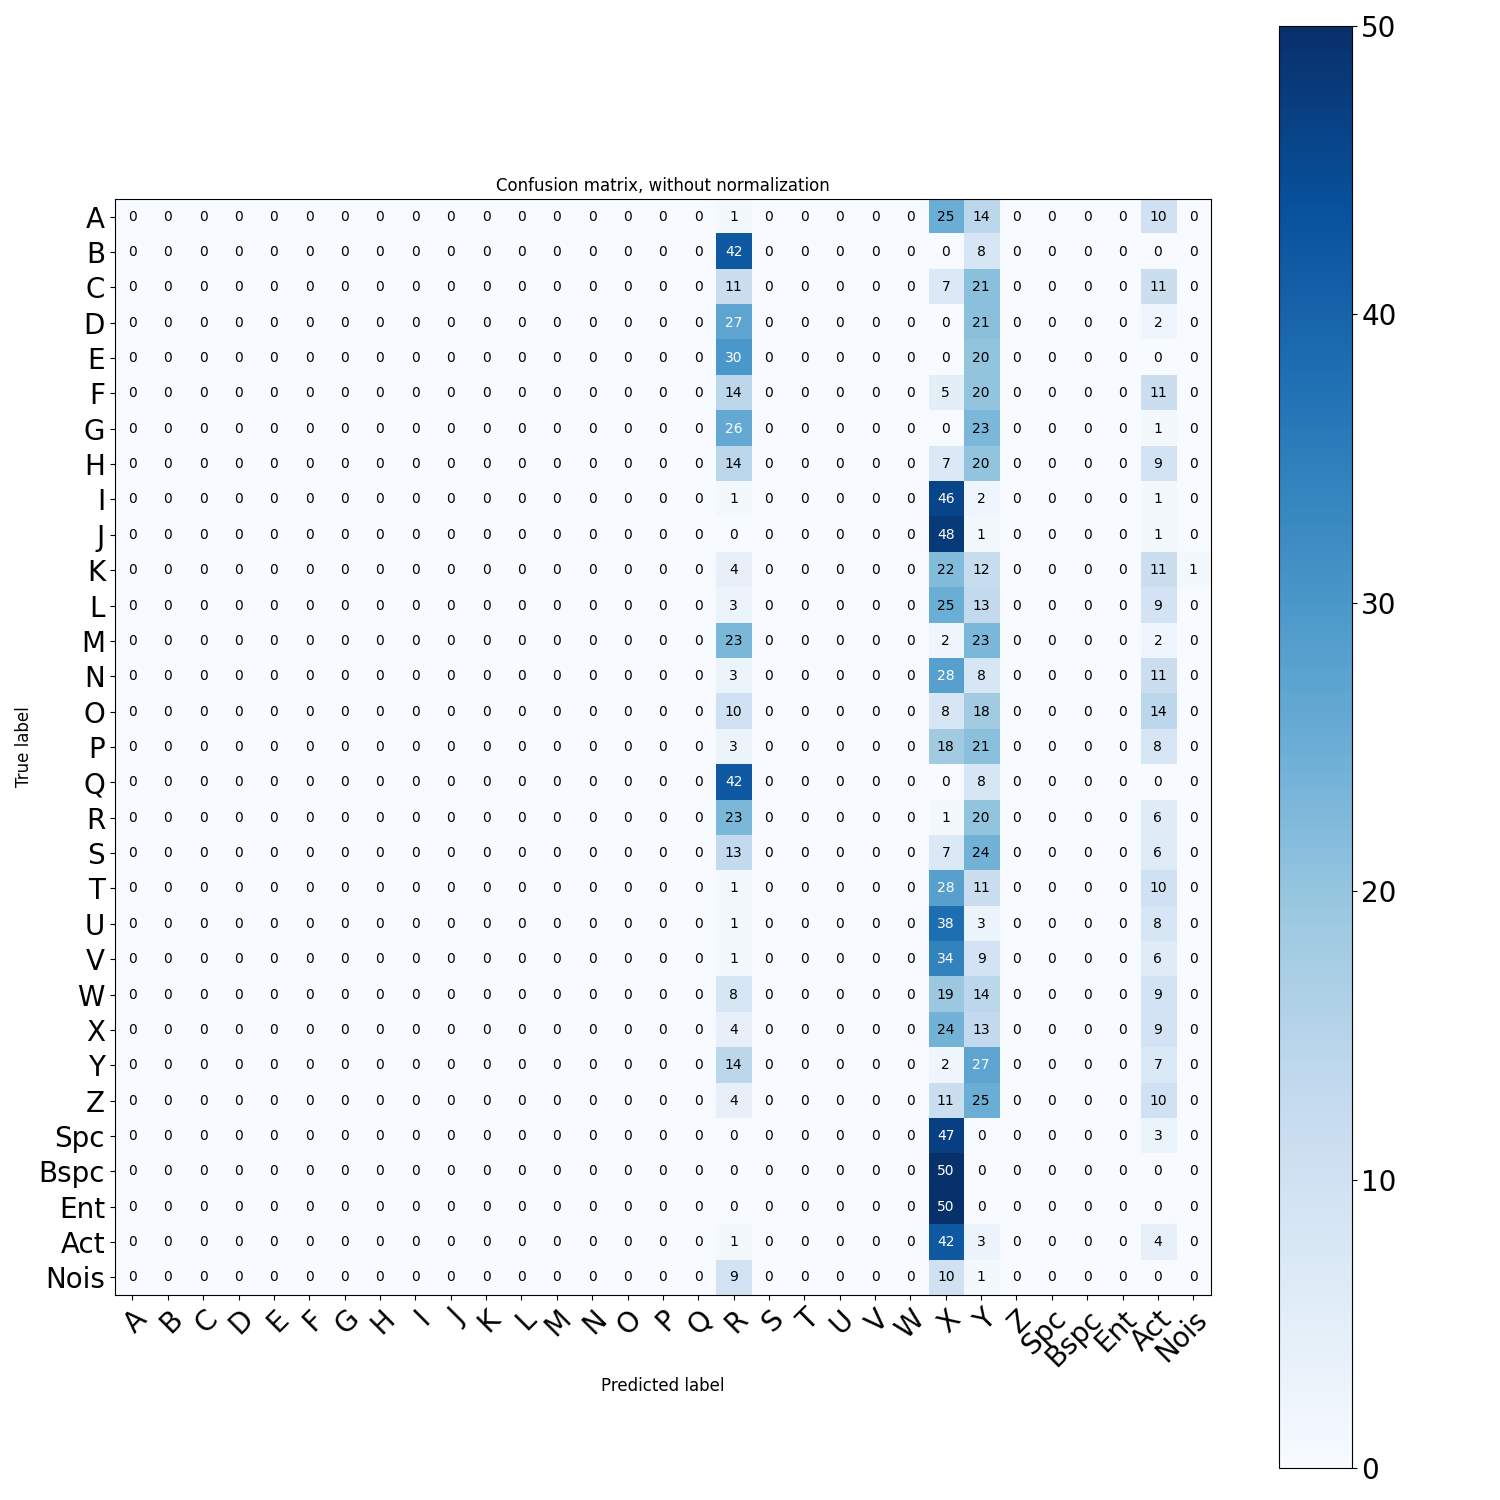 Confusion matrix, without normalization
A 0 0 0 0 0 0 0 0 0 0 0 0 0 0 0 0 0 1 0 0 0 0 0 25 14 0 0 0 0 10 0
B 0 0 0 0 0 0 0 0 0 0 0 0 0 0 0 0 0 42 0 0 0 0 0 0 8 0 0 0 0 0 0
C 0 0 0 0 0 0 0 0 0 0 0 0 0 0 0 0 0 11 0 0 0 0 0 7 21 0 0 0 0 11 0
D 0 0 0 0 0 0 0 0 0 0 0 0 0 0 0 0 0 27 0 0 0 0 0 0 21 0 0 0 0 2 0
E 0 0 0 0 0 0 0 0 0 0 0 0 0 0 0 0 0 30 0 0 0 0 0 0 20 0 0 0 0 0 0
F 0 0 0 0 0 0 0 0 0 0 0 0 0 0 0 0 0 14 0 0 0 0 0 5 20 0 0 0 0 11 0
G 0 0 0 0 0 0 0 0 0 0 0 0 0 0 0 0 0 26 0 0 0 0 0 0 23 0 0 0 0 1 0
H 0 0 0 0 0 0 0 0 0 0 0 0 0 0 0 0 0 14 0 0 0 0 0 7 20 0 0 0 0 9 0
I 0 0 0 0 0 0 0 0 0 0 0 0 0 0 0 0 0 1 0 0 0 0 0 46 2 0 0 0 0 1 0
J 0 0 0 0 0 0 0 0 0 0 0 0 0 0 0 0 0 0 0 0 0 0 0 48 1 0 0 0 0 1 0
K 0 0 0 0 0 0 0 0 0 0 0 0 0 0 0 0 0 4 0 0 0 0 0 22 12 0 0 0 0 11 1
L 0 0 0 0 0 0 0 0 0 0 0 0 0 0 0 0 0 3 0 0 0 0 0 25 13 0 0 0 0 9 0
M 0 0 0 0 0 0 0 0 0 0 0 0 0 0 0 0 0 23 0 0 0 0 0 2 23 0 0 0 0 2 0
N 0 0 0 0 0 0 0 0 0 0 0 0 0 0 0 0 0 3 0 0 0 0 0 28 8 0 0 0 0 11 0
O 0 0 0 0 0 0 0 0 0 0 0 0 0 0 0 0 0 10 0 0 0 0 0 8 18 0 0 0 0 14 0
P 0 0 0 0 0 0 0 0 0 0 0 0 0 0 0 0 0 3 0 0 0 0 0 18 21 0 0 0 0 8 0
Q 0 0 0 0 0 0 0 0 0 0 0 0 0 0 0 0 0 42 0 0 0 0 0 0 8 0 0 0 0 0 0
R 0 0 0 0 0 0 0 0 0 0 0 0 0 0 0 0 0 23 0 0 0 0 0 1 20 0 0 0 0 6 0
S 0 0 0 0 0 0 0 0 0 0 0 0 0 0 0 0 0 13 0 0 0 0 0 7 24 0 0 0 0 6 0
T 0 0 0 0 0 0 0 0 0 0 0 0 0 0 0 0 0 1 0 0 0 0 0 28 11 0 0 0 0 10 0
U 0 0 0 0 0 0 0 0 0 0 0 0 0 0 0 0 0 1 0 0 0 0 0 38 3 0 0 0 0 8 0
V 0 0 0 0 0 0 0 0 0 0 0 0 0 0 0 0 0 1 0 0 0 0 0 34 9 0 0 0 0 6 0
W 0 0 0 0 0 0 0 0 0 0 0 0 0 0 0 0 0 8 0 0 0 0 0 19 14 0 0 0 0 9 0
X 0 0 0 0 0 0 0 0 0 0 0 0 0 0 0 0 0 4 0 0 0 0 0 24 13 0 0 0 0 9 0
Y 0 0 0 0 0 0 0 0 0 0 0 0 0 0 0 0 0 14 0 0 0 0 0 2 27 0 0 0 0 7 0
Z 0 0 0 0 0 0 0 0 0 0 0 0 0 0 0 0 0 4 0 0 0 0 0 11 25 0 0 0 0 10 0
Spc 0 0 0 0 0 0 0 0 0 0 0 0 0 0 0 0 0 0 0 0 0 0 0 47 0 0 0 0 0 3 0
Bspc 0 0 0 0 0 0 0 0 0 0 0 0 0 0 0 0 0 0 0 0 0 0 0 50 0 0 0 0 0 0 0
Ent 0 0 0 0 0 0 0 0 0 0 0 0 0 0 0 0 0 0 0 0 0 0 0 50 0 0 0 0 0 0 0
Act 0 0 0 0 0 0 0 0 0 0 0 0 0 0 0 0 0 1 0 0 0 0 0 42 3 0 0 0 0 4 0
Nois 0 0 0 0 0 0 0 0 0 0 0 0 0 0 0 0 0 9 0 0 0 0 0 10 1 0 0 0 0 0 0
A B C D E F G H I J K L M N O P Q R S T U V W X Y Z Spc Bspc Ent Act Nois
Predicted label
True label
50
40
30
20
10
0